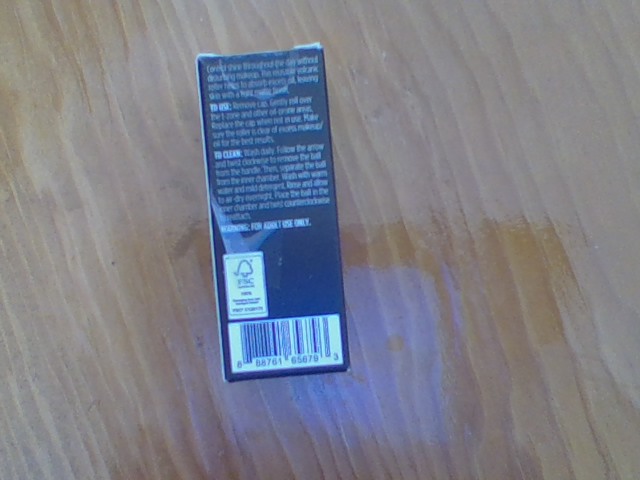 Control shine throughout the day without
disturbing makeup. This reusable volcanic
roller helps to absorb excess oil, leaving
skin with a matte finish.
TO USE: Remove cap. Gently roll over
the t-zone and other oil-prone areas.
Replace the cap when not in use. Make
sure the roller is clear of excess makeup/
oil for the best results.
TO CLEAN: Wash daily. Follow the arrow
and twist clockwise to remove the ball
from the handle. Then, separate the ball
from the inner chamber. Wash with warm
water and mild detergent. Rinse and allow
to air-dry overnight. Place the ball in the
inner chamber and twist counterclockwise
to reattach.
WARNING: FOR ADULT USE ONLY.
FSC
8 88761 65878 3